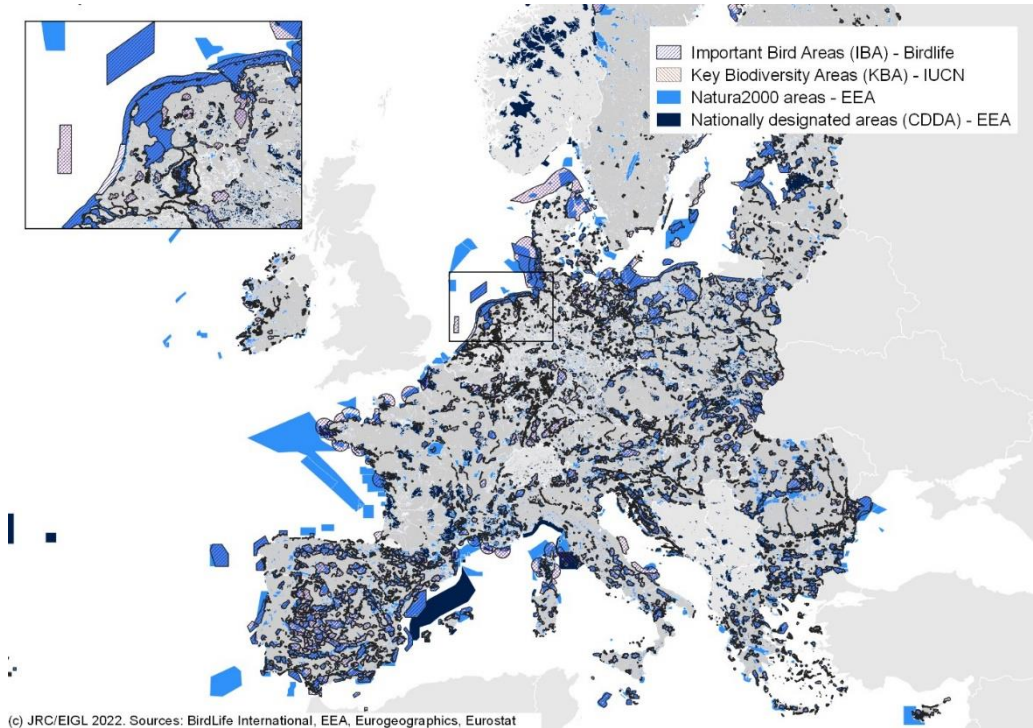 Important Bird Areas (IBA) - Birdlife
Key Biodiversity Areas (KBA) - IUCN
Natura2000 areas - EEA
Nationally designated areas (CDDA) - EEA
(c) JRC/EIGL 2022. Sources: BirdLife International, EEA, Eurogeographics, Eurostat